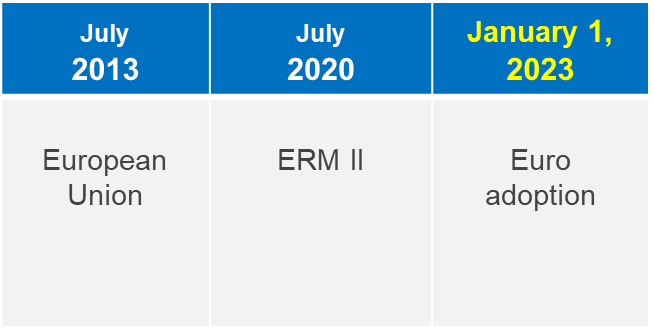 July
2013
July
2020
January 1,
2023
European
Union
ERM II
Euro
adoption